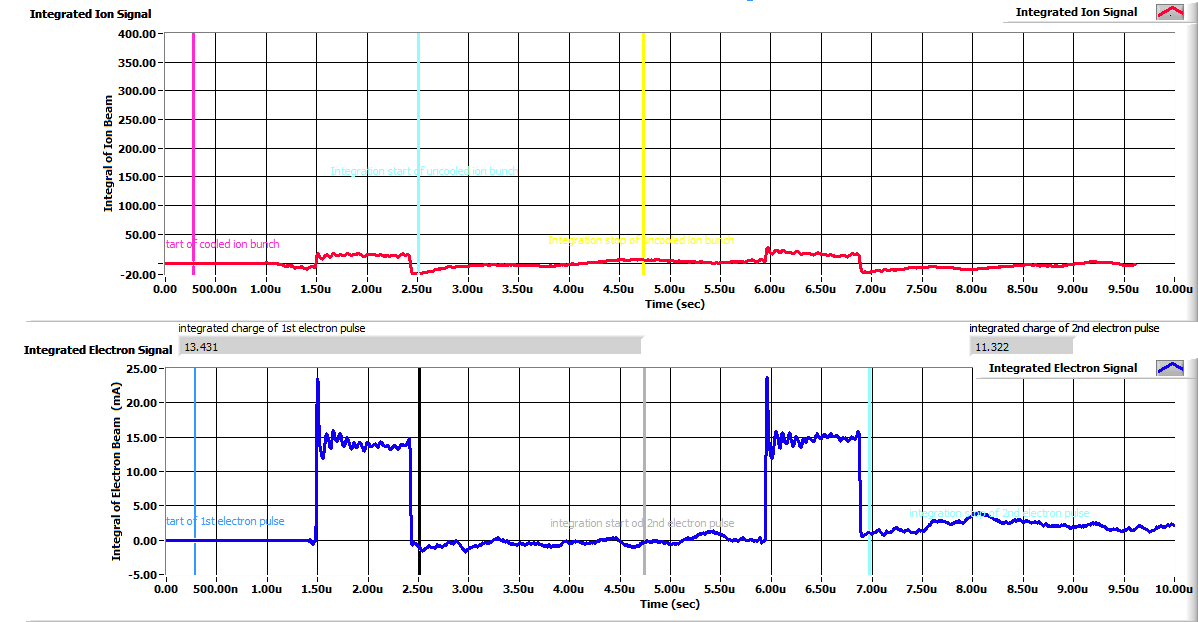 Integrated Ion Signal
Integrated Ion Signal
400.00
350.00
300.00
250.00
200.00
150.00
100.00
50.00
-20.00
Integral of Ion Beam
Integration start of uncooled ion bunch
tart of cooled ion bunch
Integration stop of uncooled ion bunch
0.00 500.00n 1.00u 1.50u 2.00u 2.50u 3.00u 3.50u 4.00u 4.50u 5.00u 5.50u 6.00u 6.50u 7.00u 7.50u 8.00u 8.50u 9.00u 9.50u 10.00u
Time (sec)
integrated charge of 1st electron pulse
integrated charge of 2nd electron pulse
Integrated Electron Signal
13.431
11.322
Integrated Electron Signal
25.00
20.00
15.00
10.00
5.00
0.00
-5.00
Integral of Electron Beam (mA)
tart of 1st electron pulse
integration start od 2nd electron pulse
integration start of 2nd electron pulse
0.00 500.00n 1.00u 1.50u 2.00u 2.50u 3.00u 3.50u 4.00u 4.50u 5.00u 5.50u 6.00u 6.50u 7.00u 7.50u 8.00u 8.50u 9.00u 9.50u 10.00u
Time (sec)